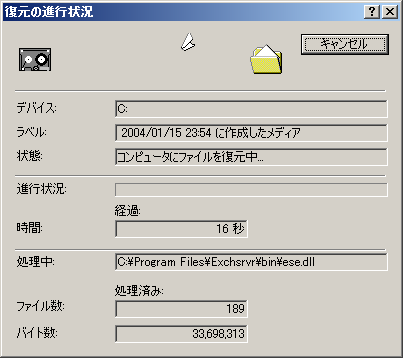 復元の進行状況
キャンセル
デバイス: C:
ラベル: 2004/01/15 23:54 に作成したメディア
状態: コンピュータにファイルを復元中...
進行状況:
経過:
時間: 16 秒
処理中: C:¥Program Files¥Exchsrvr¥bin¥ese.dll
処理済み:
ファイル数: 189
バイト数: 33,698,313